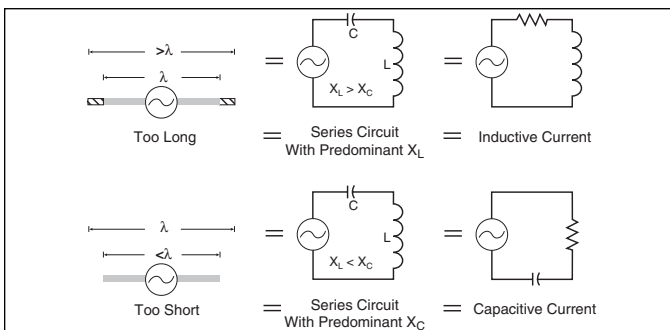 >λ
λ
C
L
X_L > X_C
=
=
Too Long
=
Series Circuit
With Predominant X_L
=
Inductive Current
λ
<λ
C
L
X_L < X_C
=
=
Too Short
=
Series Circuit
With Predominant X_C
=
Capacitive Current